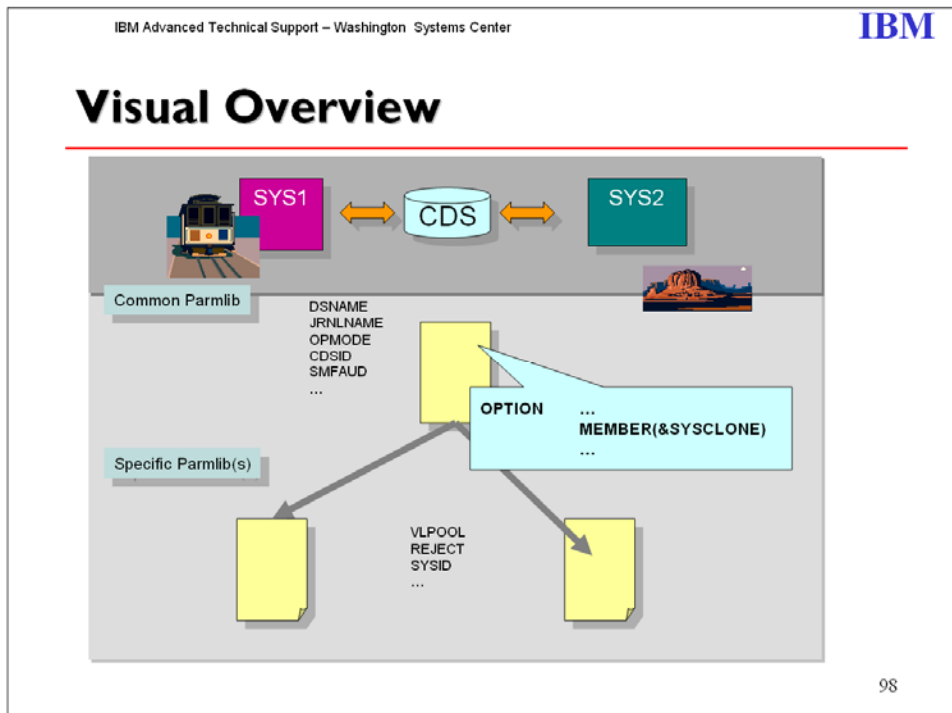 IBM Advanced Technical Support – Washington Systems Center
IBM
Visual Overview
SYS1
CDS
SYS2
Common Parmlib
DSNAME
JRNLNAME
OPMODE
CDSID
SMFAUD
...
OPTION ...
MEMBER(&SYSCLONE)
...
Specific Parmlib(s)
VLPOOL
REJECT
SYSID
...
98